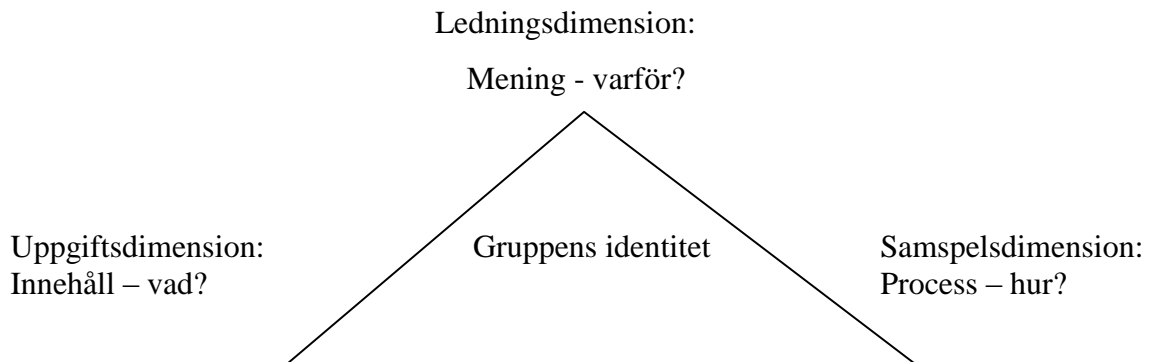 Ledningsdimension:
Mening - varför?
Uppgiftsdimension:
Innehåll – vad?
Gruppens identitet
Samspelsdimension:
Process – hur?